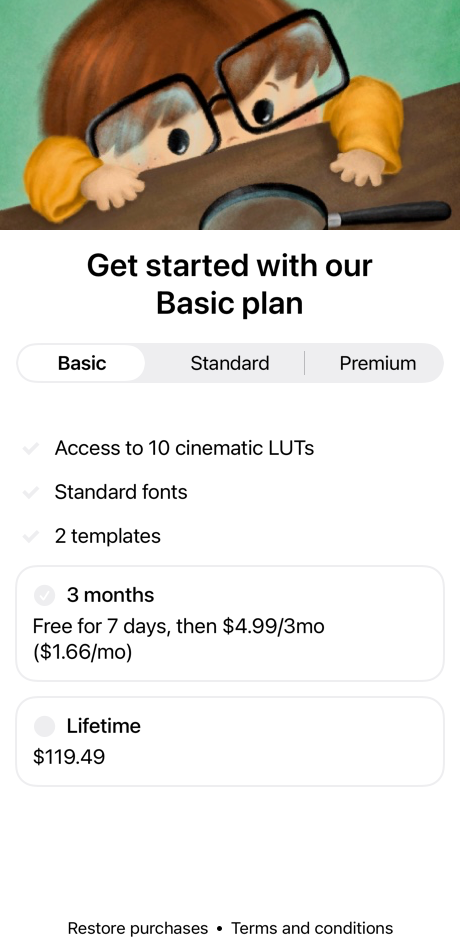 Get started with our
Basic plan
Basic
Standard
Premium
Access to 10 cinematic LUTs
Standard fonts
2 templates
3 months
Free for 7 days, then $4.99/3mo
($1.66/mo)
Lifetime
$119.49
Restore purchases • Terms and conditions